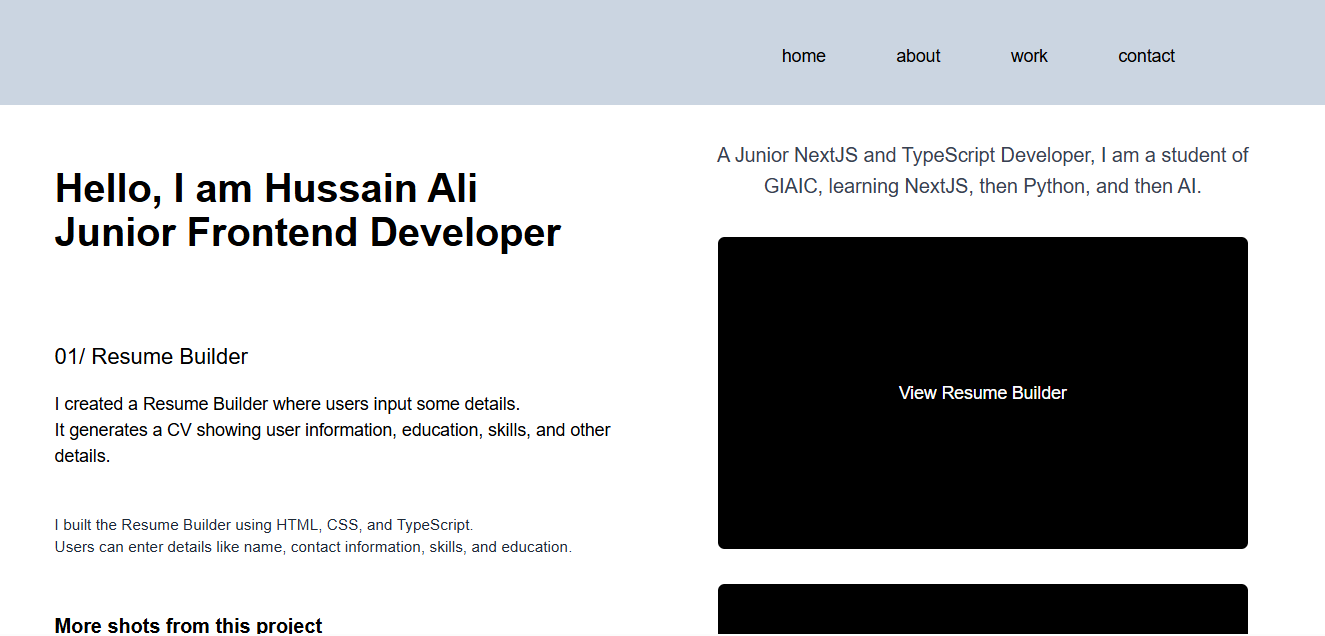 home about work contact
Hello, I am Hussain Ali
Junior Frontend Developer
A Junior NextJS and TypeScript Developer, I am a student of
GIAIC, learning NextJS, then Python, and then AI.
01/ Resume Builder
I created a Resume Builder where users input some details.
It generates a CV showing user information, education, skills, and other
details.
I built the Resume Builder using HTML, CSS, and TypeScript.
Users can enter details like name, contact information, skills, and education.
More shots from this project
View Resume Builder